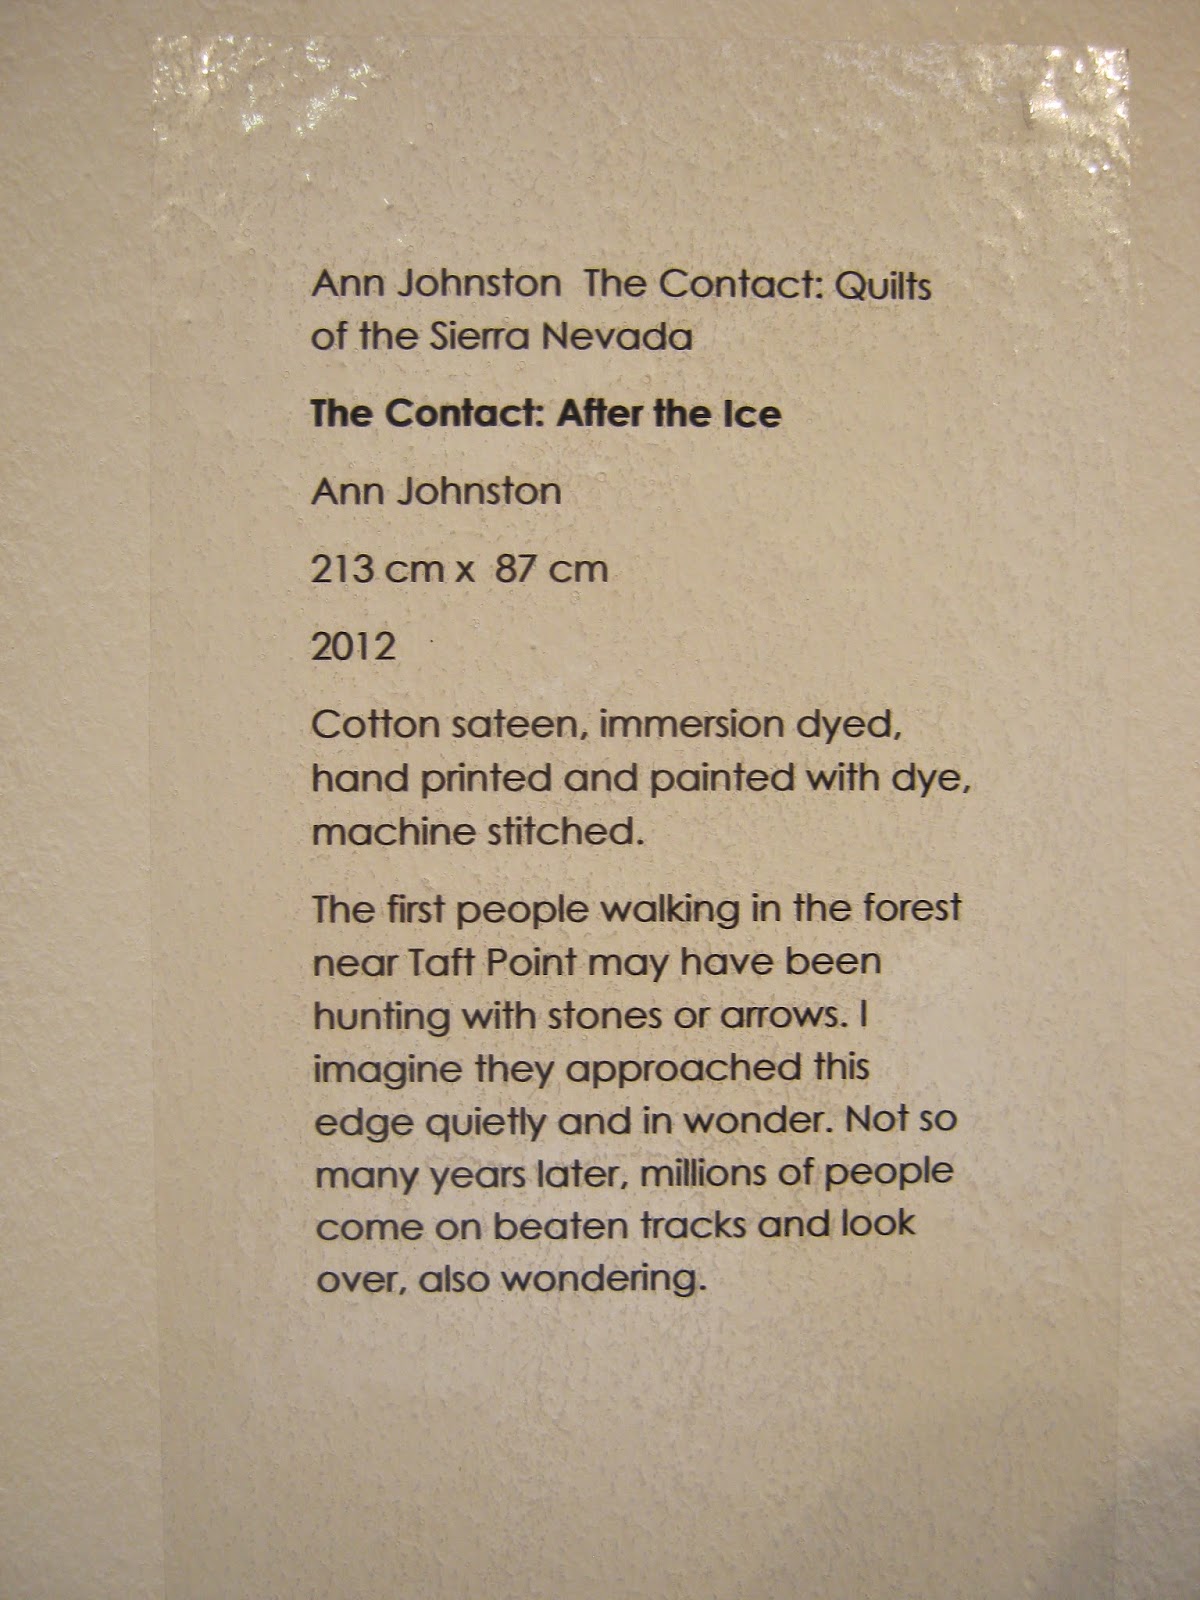 Ann Johnston  The Contact: Quilts
of the Sierra Nevada
The Contact: After the Ice
Ann Johnston
213 cm x  87 cm
2012
Cotton sateen, immersion dyed,
hand printed and painted with dye,
machine stitched.
The first people walking in the forest
near Taft Point may have been
hunting with stones or arrows. I
imagine they approached this
edge quietly and in wonder. Not so
many years later, millions of people
come on beaten tracks and look
over, also wondering.